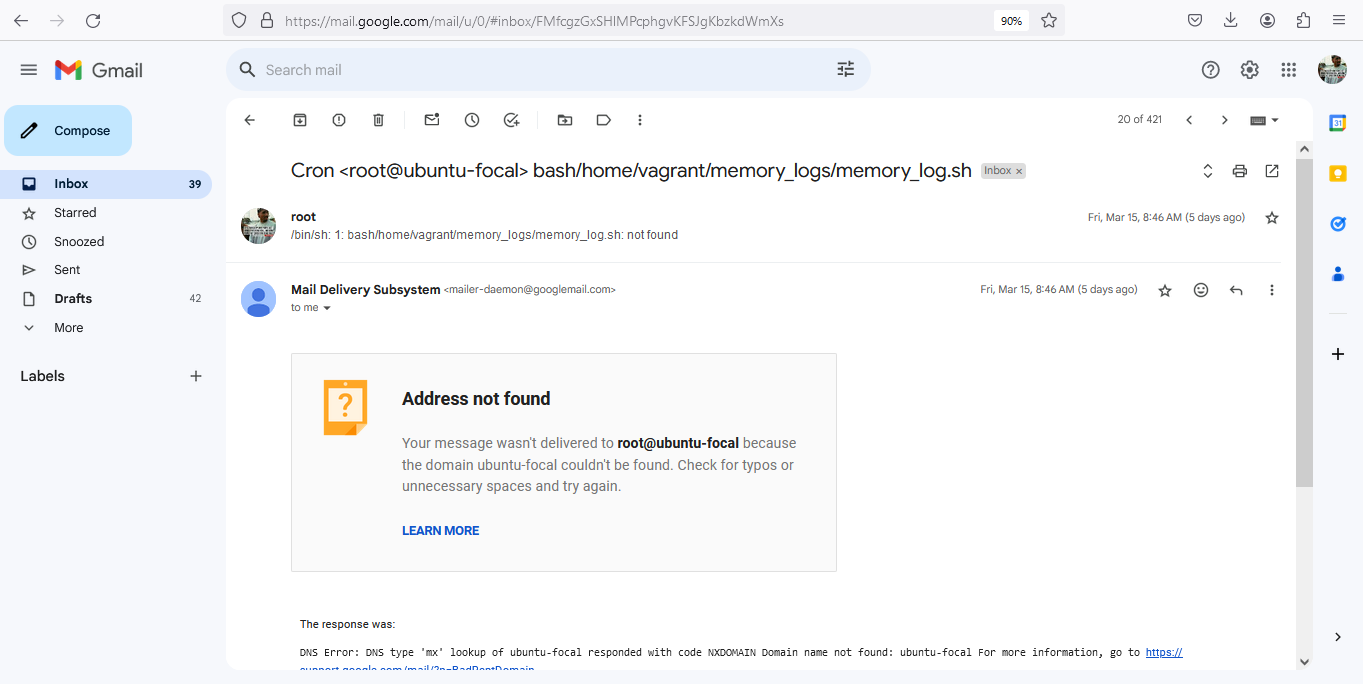 https://mail.google.com/mail/u/0/#inbox/FMfcgzGxSHlMPcphgvKFSJgKbzkdWmXs
90%
Gmail
Search mail
Compose
20 of 421
Inbox 39
Starred
Snoozed
Sent
Drafts 42
More
Labels
31
Cron <root@ubuntu-focal> bash/home/vagrant/memory_logs/memory_log.sh Inbox ×
root
Fri, Mar 15, 8:46 AM (5 days ago)
/bin/sh: 1: bash/home/vagrant/memory_logs/memory_log.sh: not found
Mail Delivery Subsystem <mailer-daemon@googlemail.com>
Fri, Mar 15, 8:46 AM (5 days ago)
to me
Address not found
Your message wasn't delivered to root@ubuntu-focal because
the domain ubuntu-focal couldn't be found. Check for typos or
unnecessary spaces and try again.
LEARN MORE
The response was:
DNS Error: DNS type 'mx' lookup of ubuntu-focal responded with code NXDOMAIN Domain name not found: ubuntu-focal For more information, go to https://
support.google.com/mail/?p=BadRcptDomain